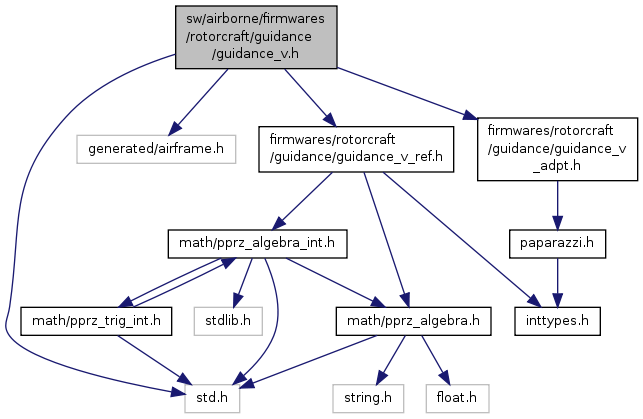 sw/airborne/firmwares
/rotorcraft/guidance
/guidance_v.h
generated/airframe.h
firmwares/rotorcraft
/guidance/guidance_v_ref.h
firmwares/rotorcraft
/guidance/guidance_v
_adpt.h
math/pprz_algebra_int.h
paparazzi.h
math/pprz_trig_int.h
stdlib.h
math/pprz_algebra.h
inttypes.h
std.h
string.h
float.h